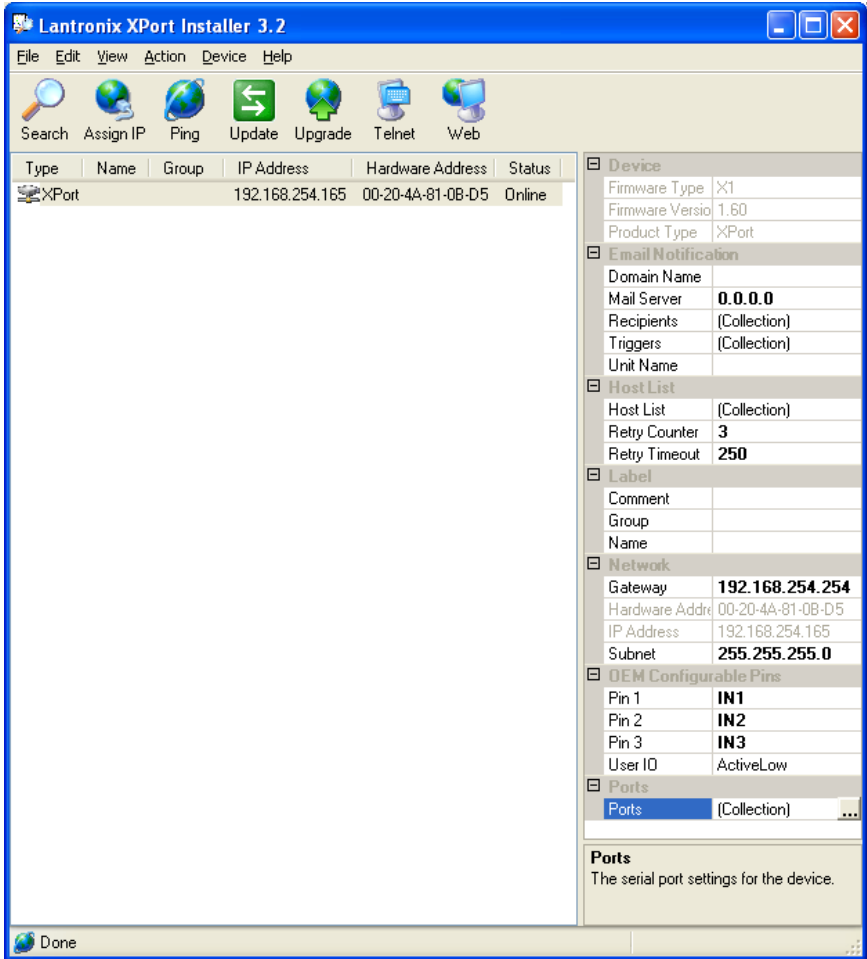 Lantronix XPort Installer 3.2
File Edit View Action Device Help
Search Assign IP Ping Update Upgrade Telnet Web
Type Name Group IP Address Hardware Address Status
XPort 192.168.254.165 00-20-4A-81-0B-D5 Online
Device
Firmware Type X1
Firmware Versio 1.60
Product Type XPort
Email Notification
Domain Name
Mail Server 0.0.0.0
Recipients (Collection)
Triggers (Collection)
Unit Name
Host List
Host List (Collection)
Retry Counter 3
Retry Timeout 250
Label
Comment
Group
Name
Network
Gateway 192.168.254.254
Hardware Addre 00-20-4A-81-0B-D5
IP Address 192.168.254.165
Subnet 255.255.255.0
OEM Configurable Pins
Pin 1 IN1
Pin 2 IN2
Pin 3 IN3
User IO ActiveLow
Ports
Ports (Collection) ...
Ports
The serial port settings for the device.
Done